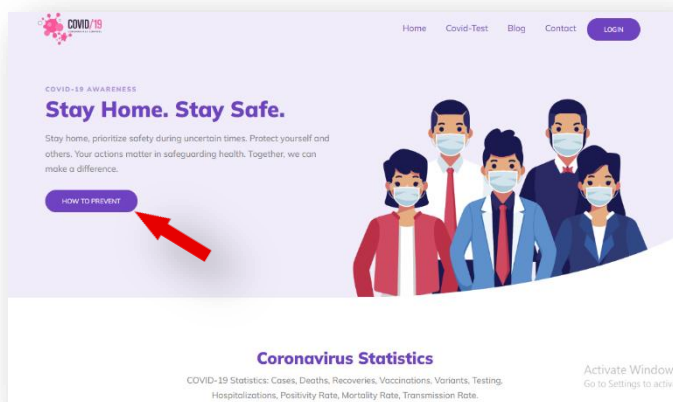 COVID/19
Home Covid-Test Blog Contact LOGIN
COVID-19 AWARENESS
Stay Home. Stay Safe.
Stay home, prioritize safety during uncertain times. Protect yourself and
others. Your actions matter in safeguarding health. Together, we can
make a difference.
HOW TO PREVENT
Coronavirus Statistics
COVID-19 Statistics: Cases, Deaths, Recoveries, Vaccinations, Variants, Testing,
Hospitalizations, Positivity Rate, Mortality Rate, Transmission Rate.
Activate Window
Go to Settings to activ